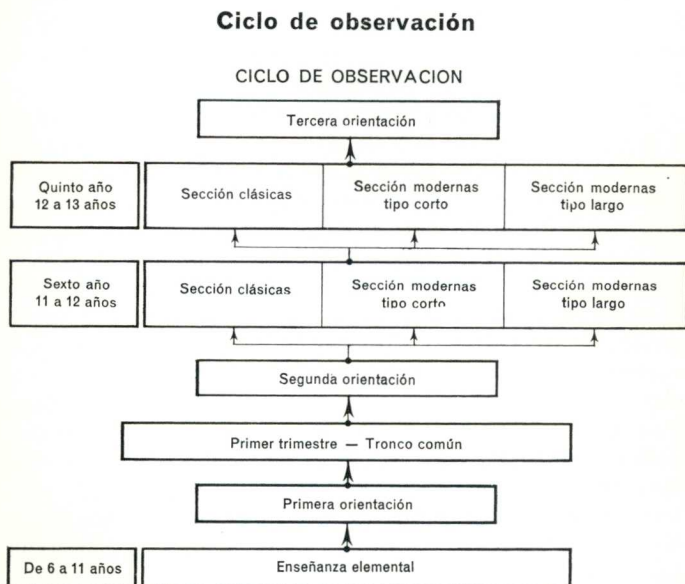 Ciclo de observación
CICLO DE OBSERVACION
Tercera orientación
Quinto año
12 a 13 años
Sección clásicas
Sección modernas
tipo corto
Sección modernas
tipo largo
Sexto año
11 a 12 años
Sección clásicas
Sección modernas
tipo corto
Sección modernas
tipo largo
Segunda orientación
Primer trimestre — Tronco común
Primera orientación
De 6 a 11 años
Enseñanza elemental